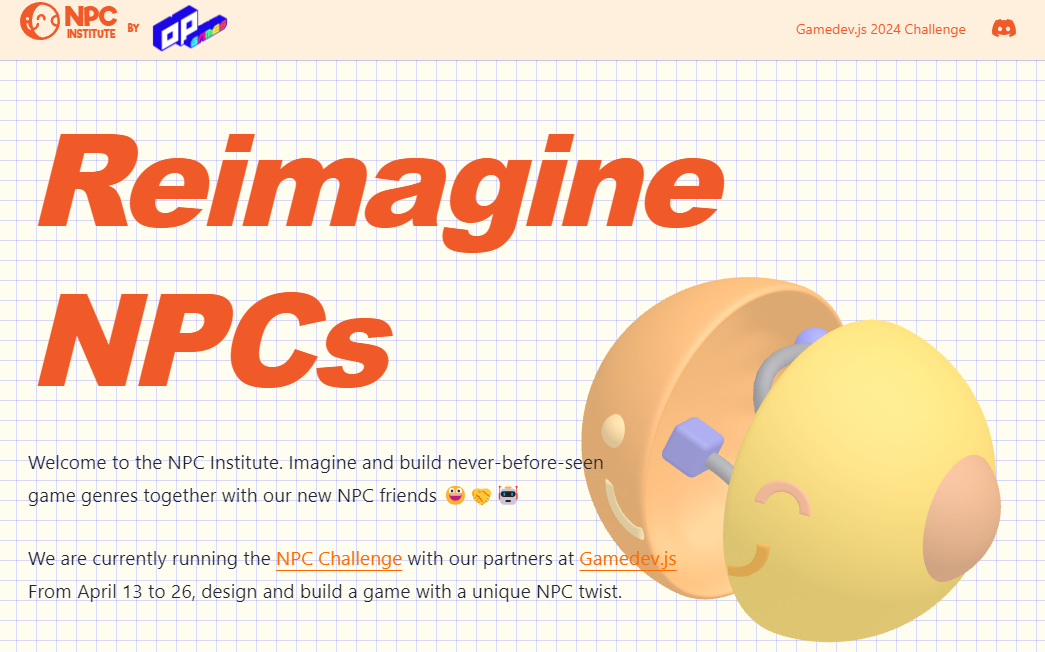 NPC
INSTITUTE
BY
OP
Games
Gamedev.js 2024 Challenge
Reimagine
NPCs
Welcome to the NPC Institute. Imagine and build never-before-seen
game genres together with our new NPC friends 😀 🤝 🤖
We are currently running the NPC Challenge with our partners at Gamedev.js
From April 13 to 26, design and build a game with a unique NPC twist.